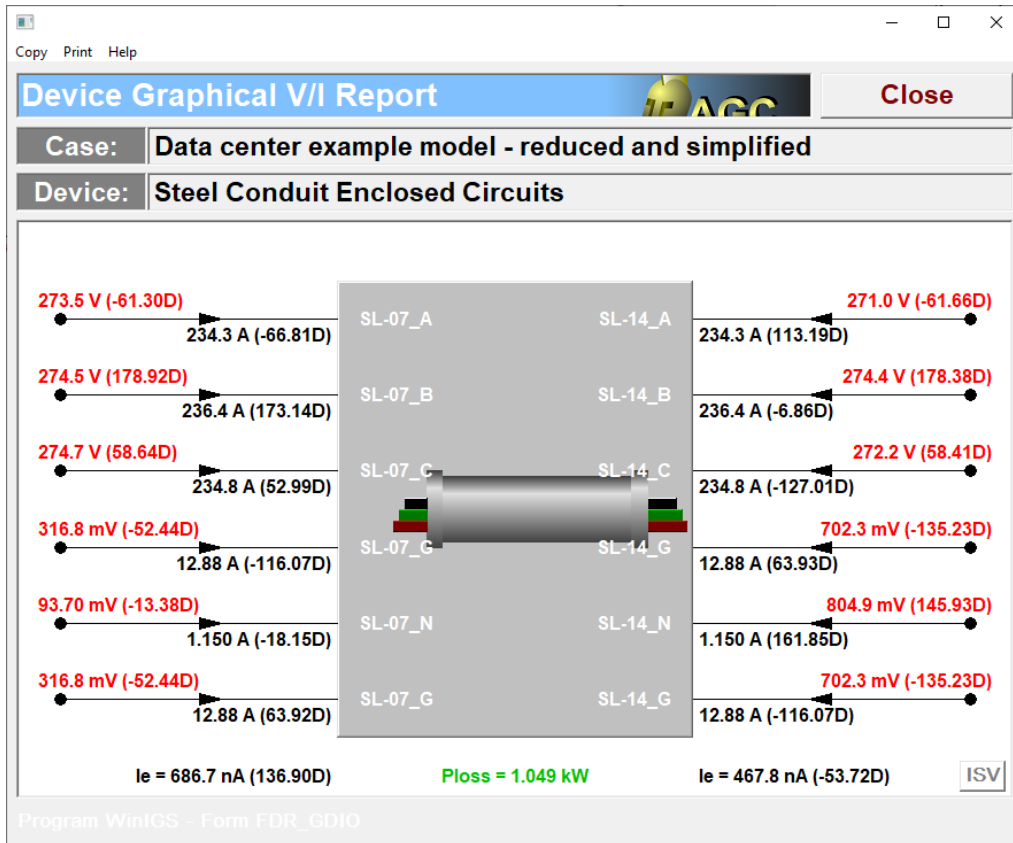 Copy Print Help
Device Graphical V/I Report
AGC
Close
Case: Data center example model - reduced and simplified
Device: Steel Conduit Enclosed Circuits
273.5 V (-61.30D) 271.0 V (-61.66D)
SL-07_A SL-14_A
234.3 A (-66.81D) 234.3 A (113.19D)
274.5 V (178.92D) 274.4 V (178.38D)
SL-07_B SL-14_B
236.4 A (173.14D) 236.4 A (-6.86D)
274.7 V (58.64D) 272.2 V (58.41D)
SL-07_C SL-14_C
234.8 A (52.99D) 234.8 A (-127.01D)
316.8 mV (-52.44D) 702.3 mV (-135.23D)
SL-07_G SL-14_G
12.88 A (-116.07D) 12.88 A (63.93D)
93.70 mV (-13.38D) 804.9 mV (145.93D)
SL-07_N SL-14_N
1.150 A (-18.15D) 1.150 A (161.85D)
316.8 mV (-52.44D) 702.3 mV (-135.23D)
SL-07_G SL-14_G
12.88 A (63.92D) 12.88 A (-116.07D)
Ie = 686.7 nA (136.90D) Ploss = 1.049 kW Ie = 467.8 nA (-53.72D) ISV
Program WinIGS - Form FDR_GDIO